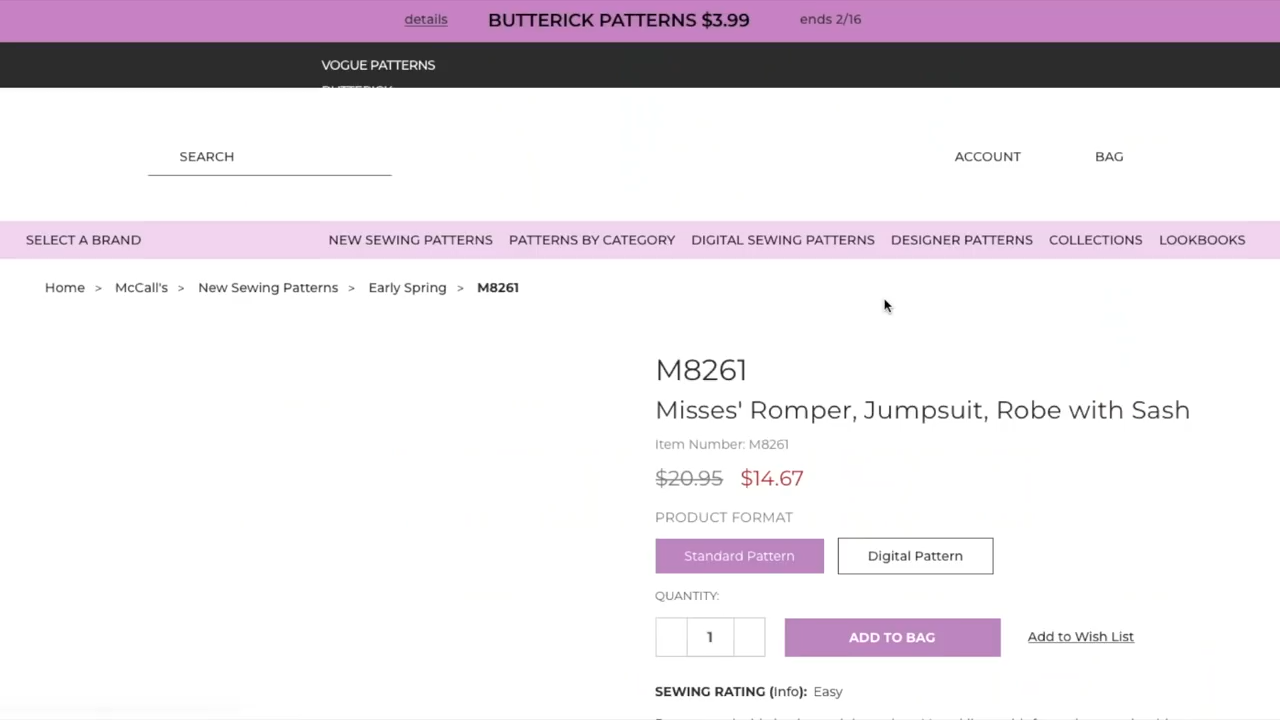 details BUTTERICK PATTERNS $3.99 ends 2/16
VOGUE PATTERNS
BUTTERICK
SEARCH ACCOUNT BAG
SELECT A BRAND NEW SEWING PATTERNS PATTERNS BY CATEGORY DIGITAL SEWING PATTERNS DESIGNER PATTERNS COLLECTIONS LOOKBOOKS
Home > McCall's > New Sewing Patterns > Early Spring > M8261
M8261
Misses' Romper, Jumpsuit, Robe with Sash
Item Number: M8261
$20.95 $14.67
PRODUCT FORMAT
Standard Pattern Digital Pattern
QUANTITY:
1 ADD TO BAG Add to Wish List
SEWING RATING (Info): Easy